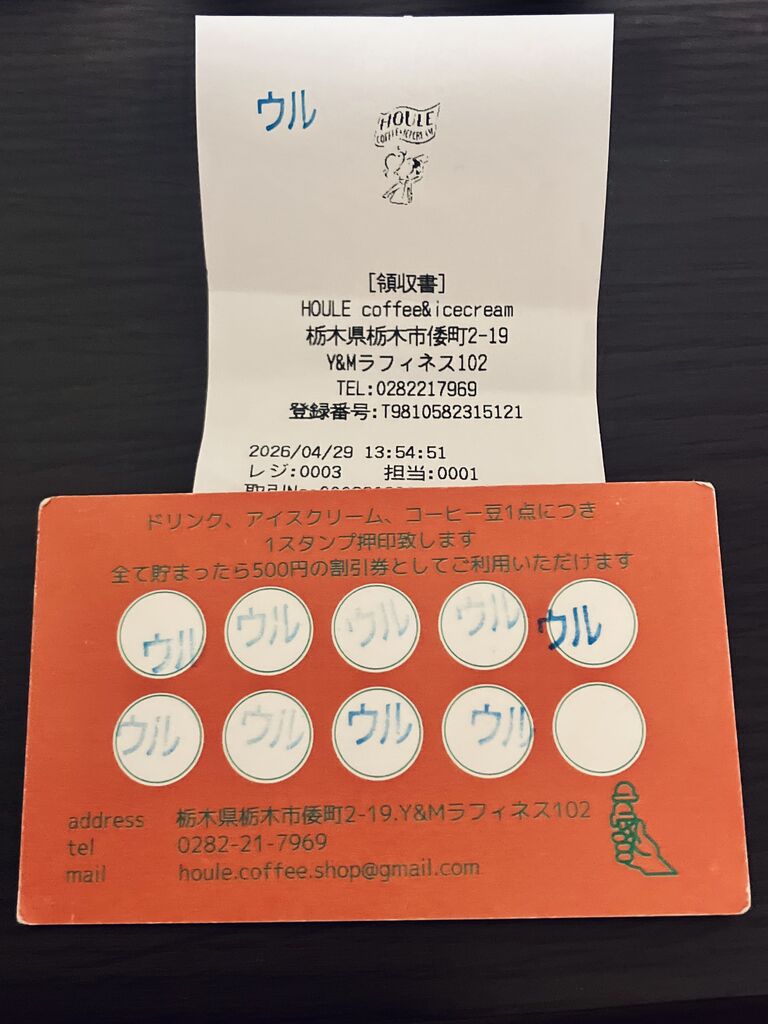 ウル
HOULE
[領収書]
HOULE coffee&icecream
栃木県栃木市倭町2-19
Y&Mラフィネス102
TEL:0282217969
登録番号:T9810582315121
2026/04/29 13:54:51
レジ:0003 担当:0001
ドリンク、アイスクリーム、コーヒー豆1点につき
1スタンプ押印致します
全て貯まったら500円の割引券としてご利用いただけます
ウル ウル ウル ウル ウル
ウル ウル ウル ウル
address 栃木県栃木市倭町2-19.Y&Mラフィネス102
tel 0282-21-7969
mail houle.coffee.shop@gmail.com